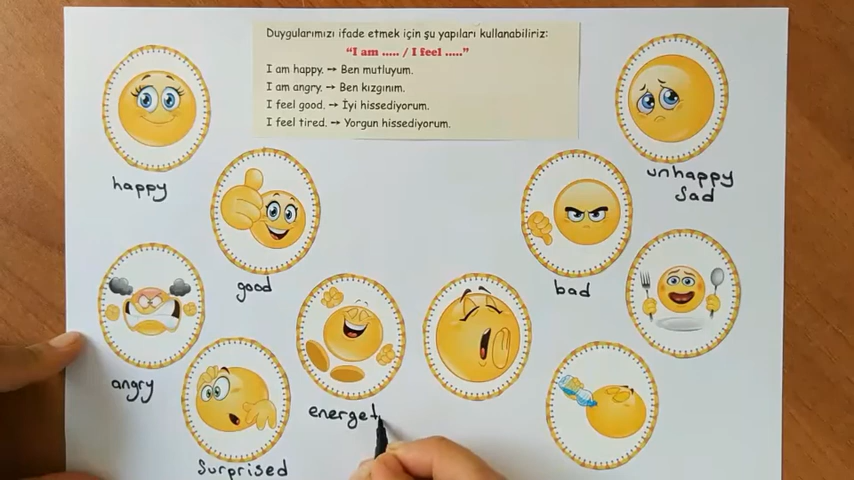 Duygularımızı ifade etmek için şu yapıları kullanabiliriz:
“I am ..... / I feel .....”
I am happy. → Ben mutluyum.
I am angry. → Ben kızgınım.
I feel good. → İyi hissediyorum.
I feel tired. → Yorgun hissediyorum.
happy
unhappy
Sad
good
bad
angry
energet
Surprised